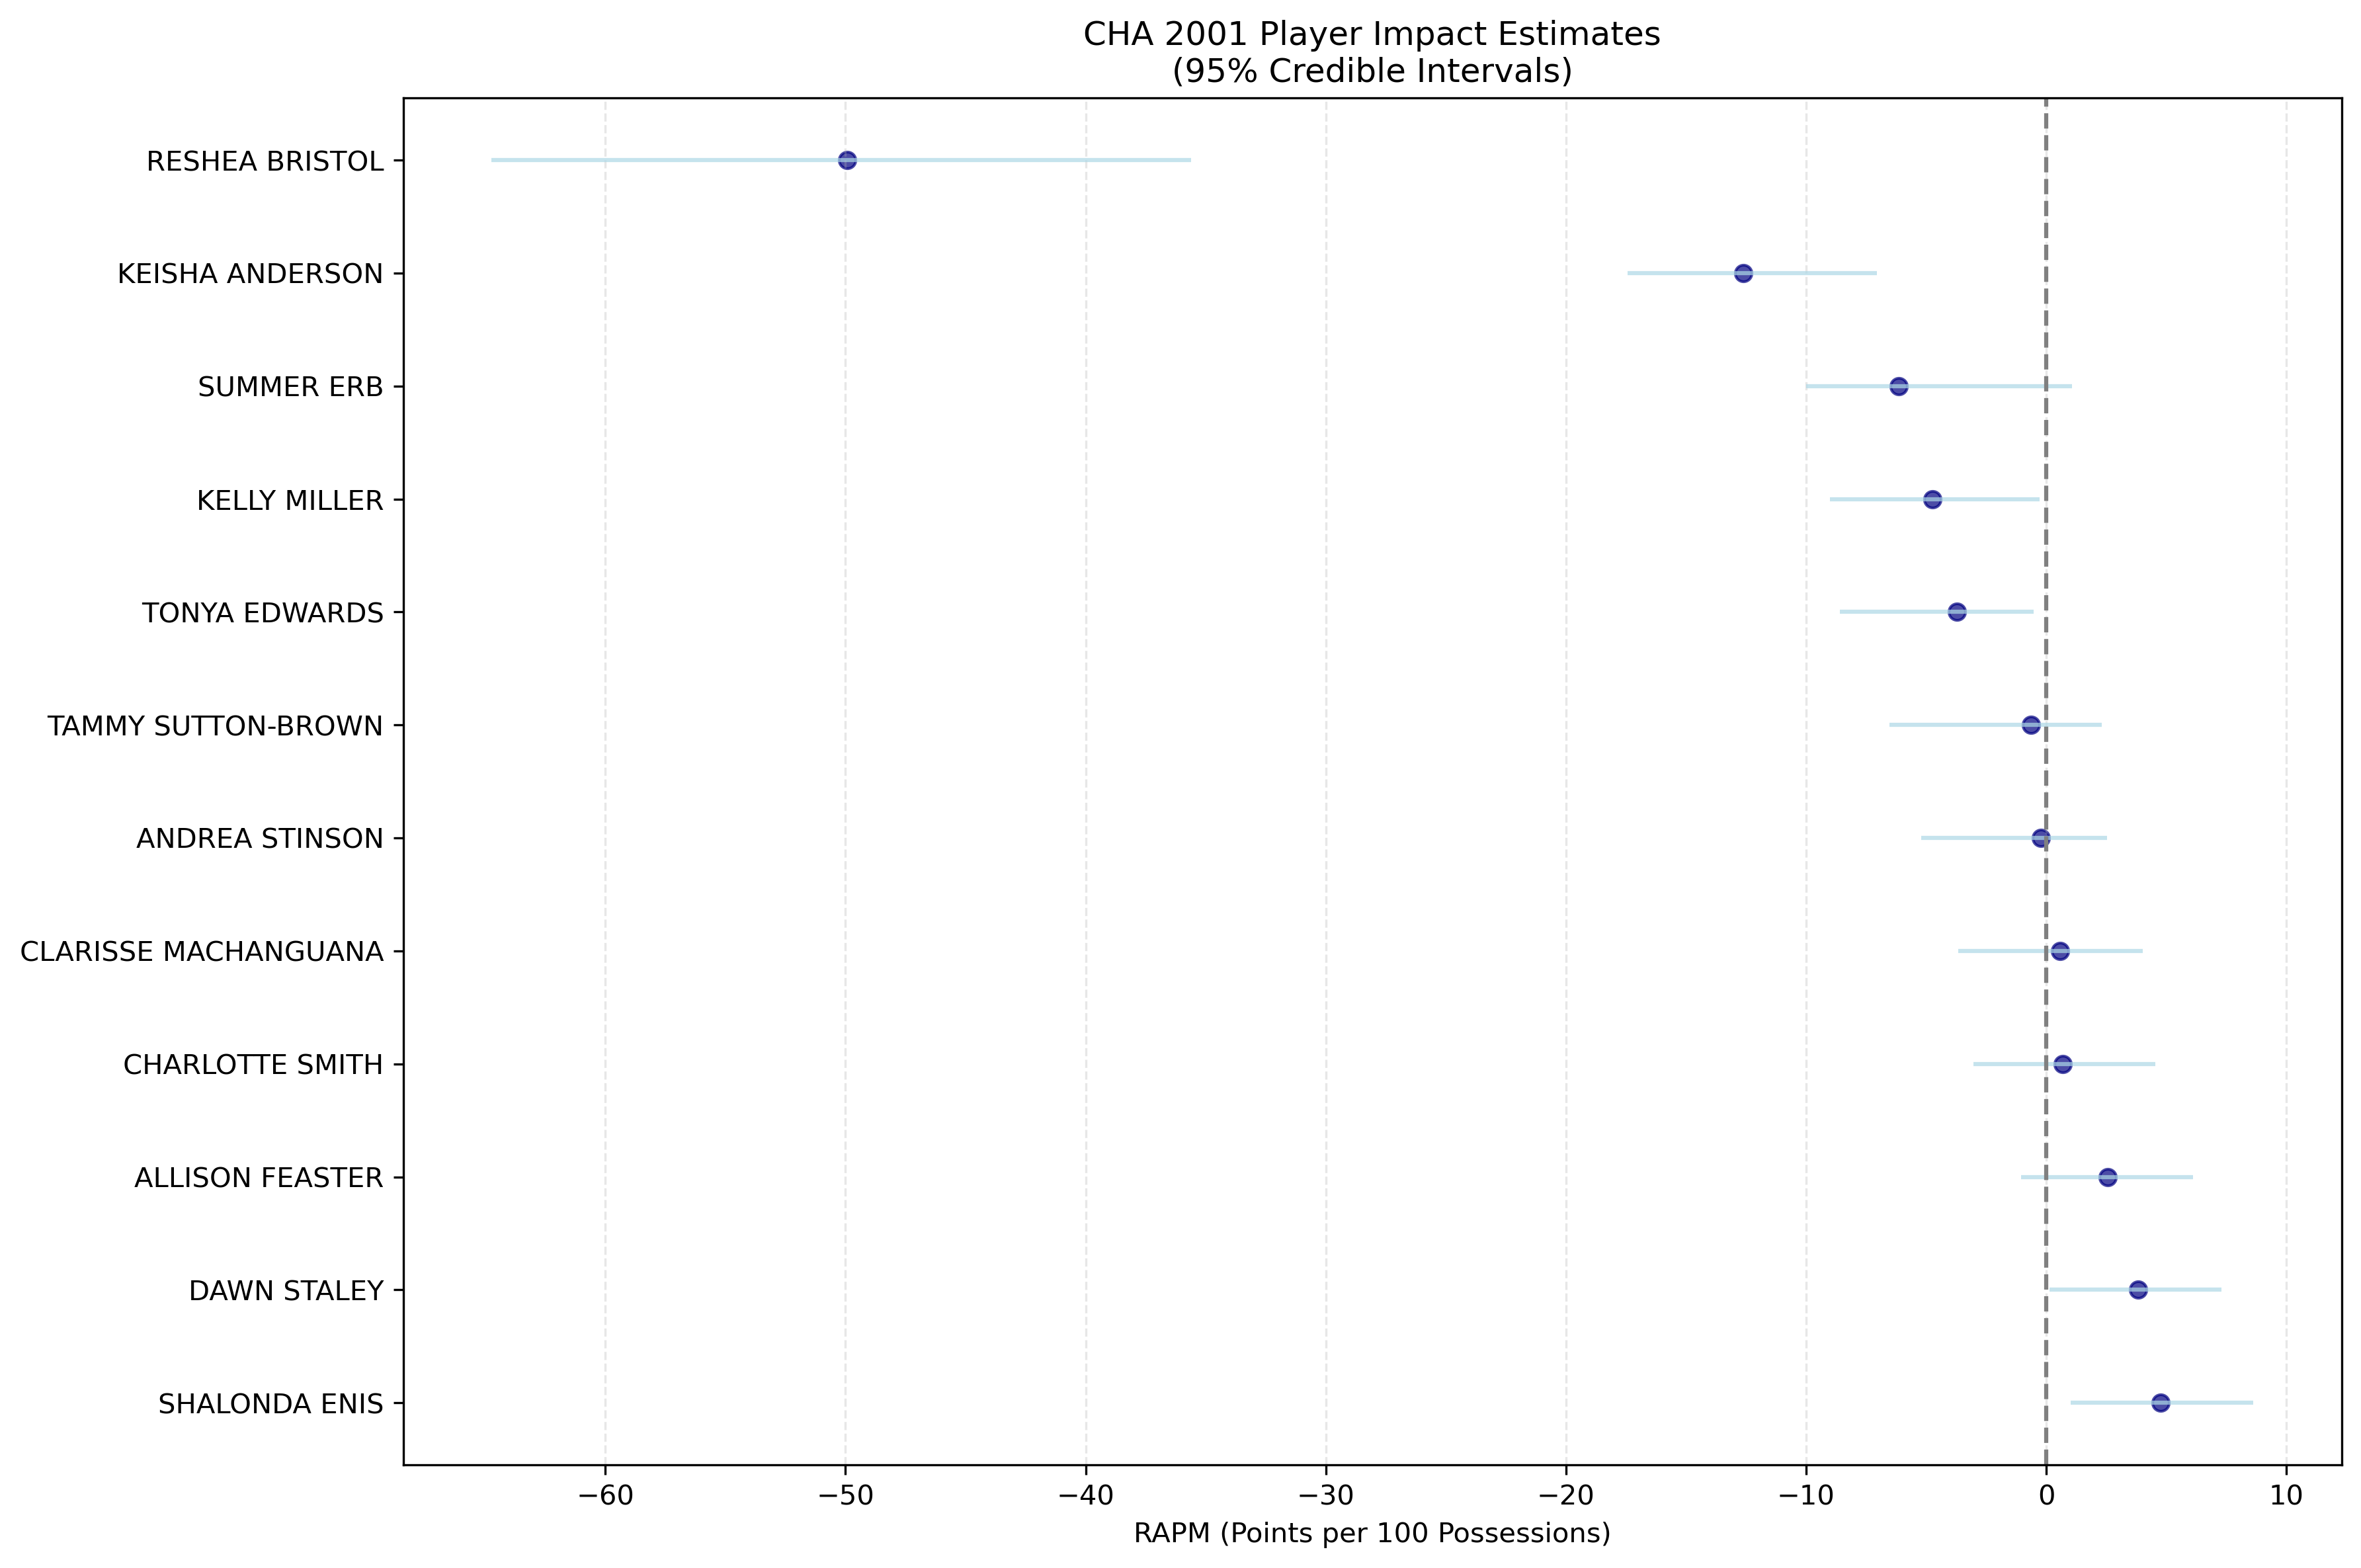 CHA 2001 Player Impact Estimates
(95% Credible Intervals)
RESHEA BRISTOL
KEISHA ANDERSON
SUMMER ERB
KELLY MILLER
TONYA EDWARDS
TAMMY SUTTON-BROWN
ANDREA STINSON
CLARISSE MACHANGUANA
CHARLOTTE SMITH
ALLISON FEASTER
DAWN STALEY
SHALONDA ENIS
−60 −50 −40 −30 −20 −10 0 10
RAPM (Points per 100 Possessions)